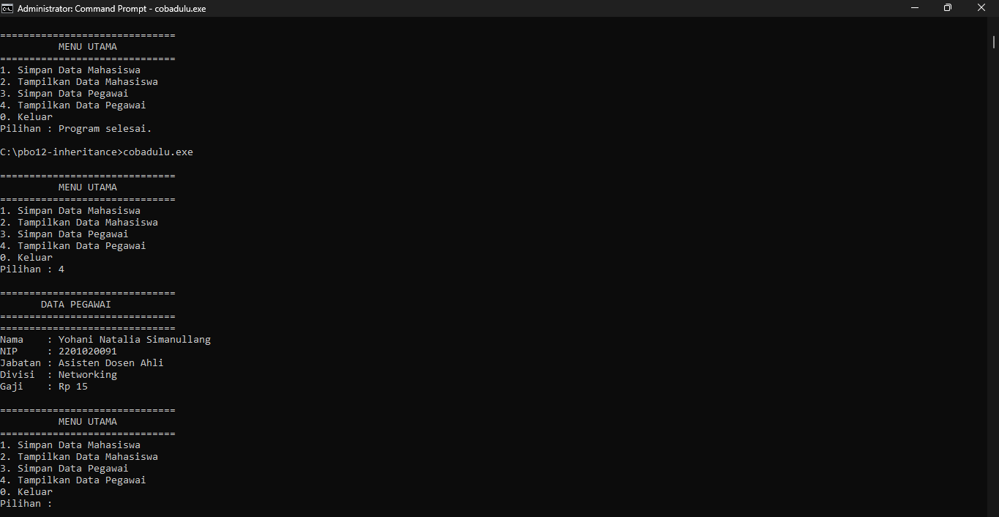 Administrator: Command Prompt - cobadulu.exe
==============================
MENU UTAMA
==============================
1. Simpan Data Mahasiswa
2. Tampilkan Data Mahasiswa
3. Simpan Data Pegawai
4. Tampilkan Data Pegawai
0. Keluar
Pilihan : Program selesai.
C:\pbo12-inheritance>cobadulu.exe
==============================
MENU UTAMA
==============================
1. Simpan Data Mahasiswa
2. Tampilkan Data Mahasiswa
3. Simpan Data Pegawai
4. Tampilkan Data Pegawai
0. Keluar
Pilihan : 4
==============================
DATA PEGAWAI
==============================
==============================
Nama    : Yohani Natalia Simanullang
NIP     : 2201020091
Jabatan : Asisten Dosen Ahli
Divisi  : Networking
Gaji    : Rp 15
==============================
MENU UTAMA
==============================
1. Simpan Data Mahasiswa
2. Tampilkan Data Mahasiswa
3. Simpan Data Pegawai
4. Tampilkan Data Pegawai
0. Keluar
Pilihan :